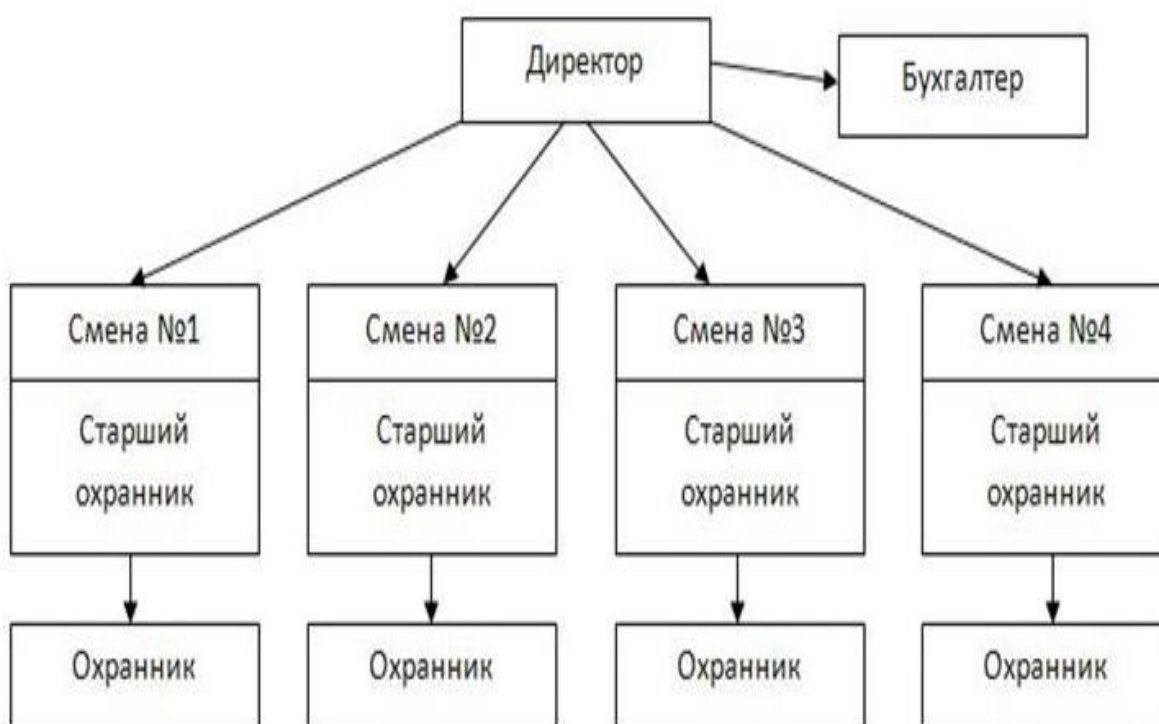 Директор
Бухгалтер
Смена №1
Смена №2
Смена №3
Смена №4
Старший
охранник
Старший
охранник
Старший
охранник
Старший
охранник
Охранник
Охранник
Охранник
Охранник